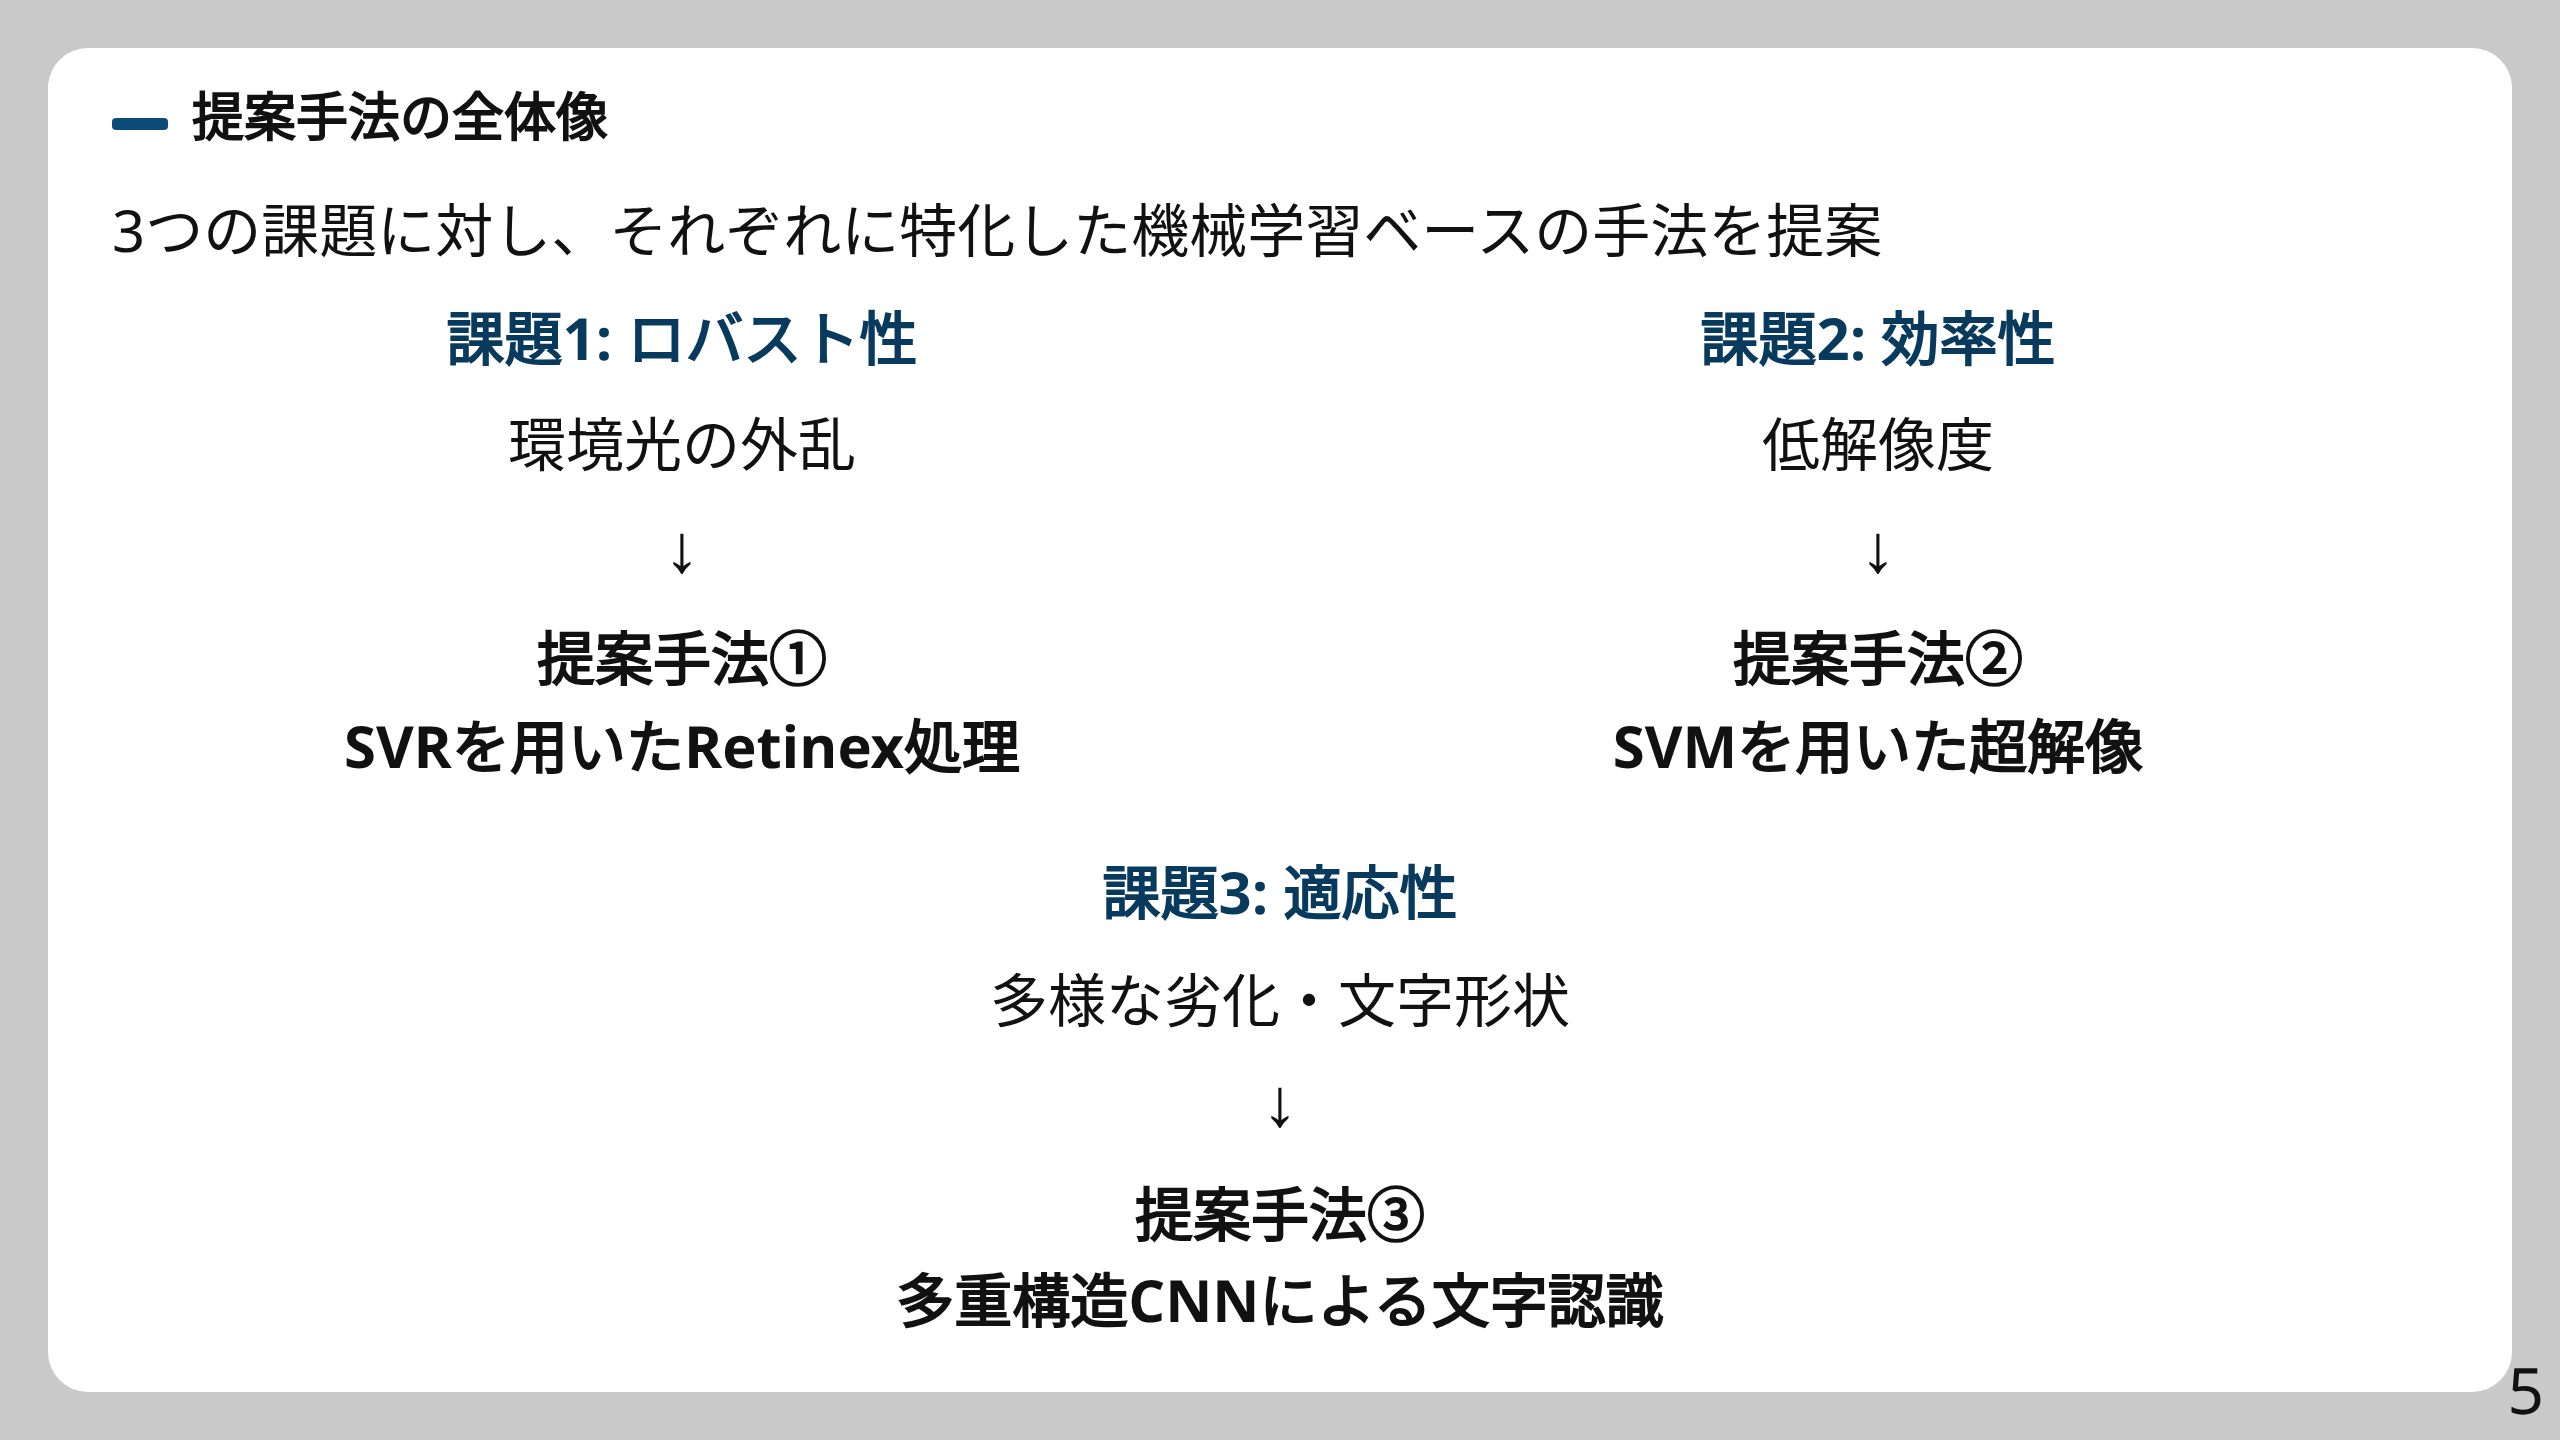 提案手法の全体像
3つの課題に対し、それぞれに特化した機械学習ベースの手法を提案
課題1: ロバスト性
環境光の外乱
↓
提案手法①
SVRを用いたRetinex処理
課題2: 効率性
低解像度
↓
提案手法②
SVMを用いた超解像
課題3: 適応性
多様な劣化・文字形状
↓
提案手法③
多重構造CNNによる文字認識
5